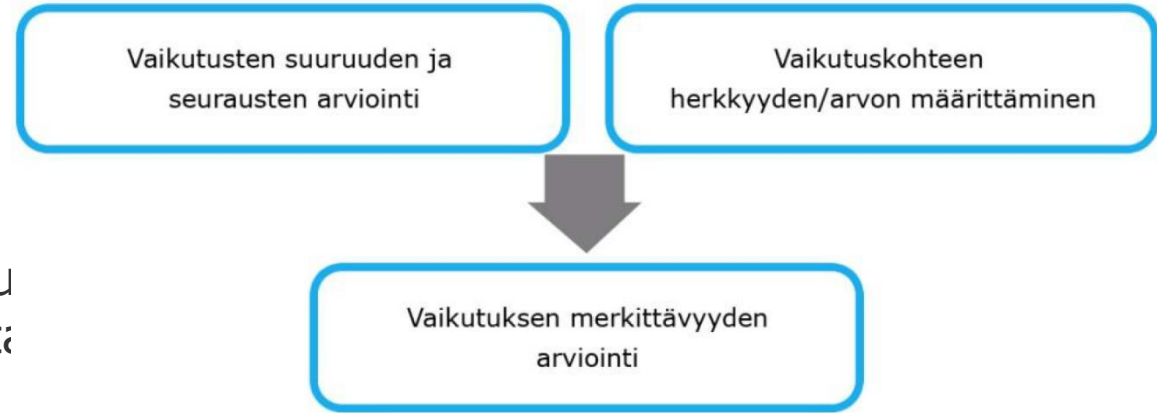 Vaikutusten suuruuden ja
seurausten arviointi
Vaikutuskohteen
herkkyyden/arvon määrittäminen
Vaikutuksen merkittävyyden
arviointi